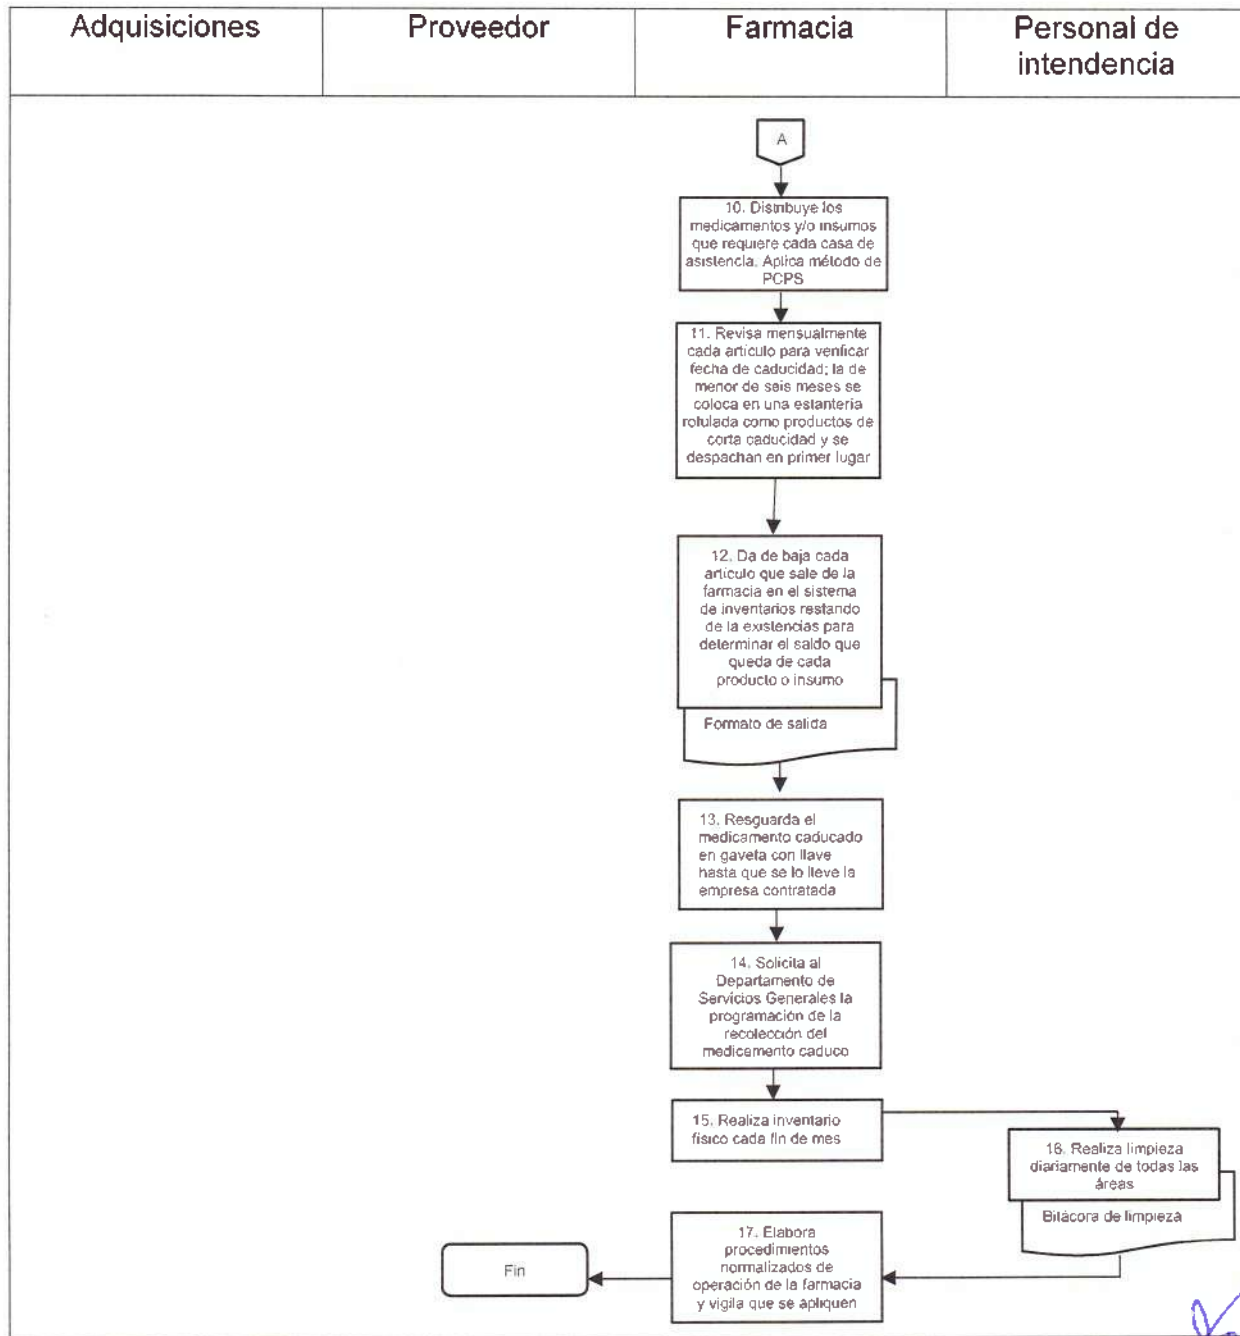 Adquisiciones
Proveedor
Farmacia
Personal de
intendencia
A
10. Distribuye los
medicamentos y/o insumos
que requiere cada casa de
asistencia. Aplica método de
PCPS
11. Revisa mensualmente
cada artículo para verificar
fecha de caducidad; la de
menor de seis meses se
coloca en una estantería
rotulada como productos de
corta caducidad y se
despachan en primer lugar
12. Da de baja cada
artículo que sale de la
farmacia en el sistema
de inventarios restando
de la existencias para
determinar el saldo que
queda de cada
producto o insumo
Formato de salida
13. Resguarda el
medicamento caducado
en gaveta con llave
hasta que se lo lleve la
empresa contratada
14. Solicita al
Departamento de
Servicios Generales la
programación de la
recolección del
medicamento caduco
15. Realiza inventario
físico cada fin de mes
16. Realiza limpieza
diariamente de todas las
áreas
Bitácora de limpieza
17. Elabora
procedimientos
normalizados de
operación de la farmacia
y vigila que se apliquen
Fin